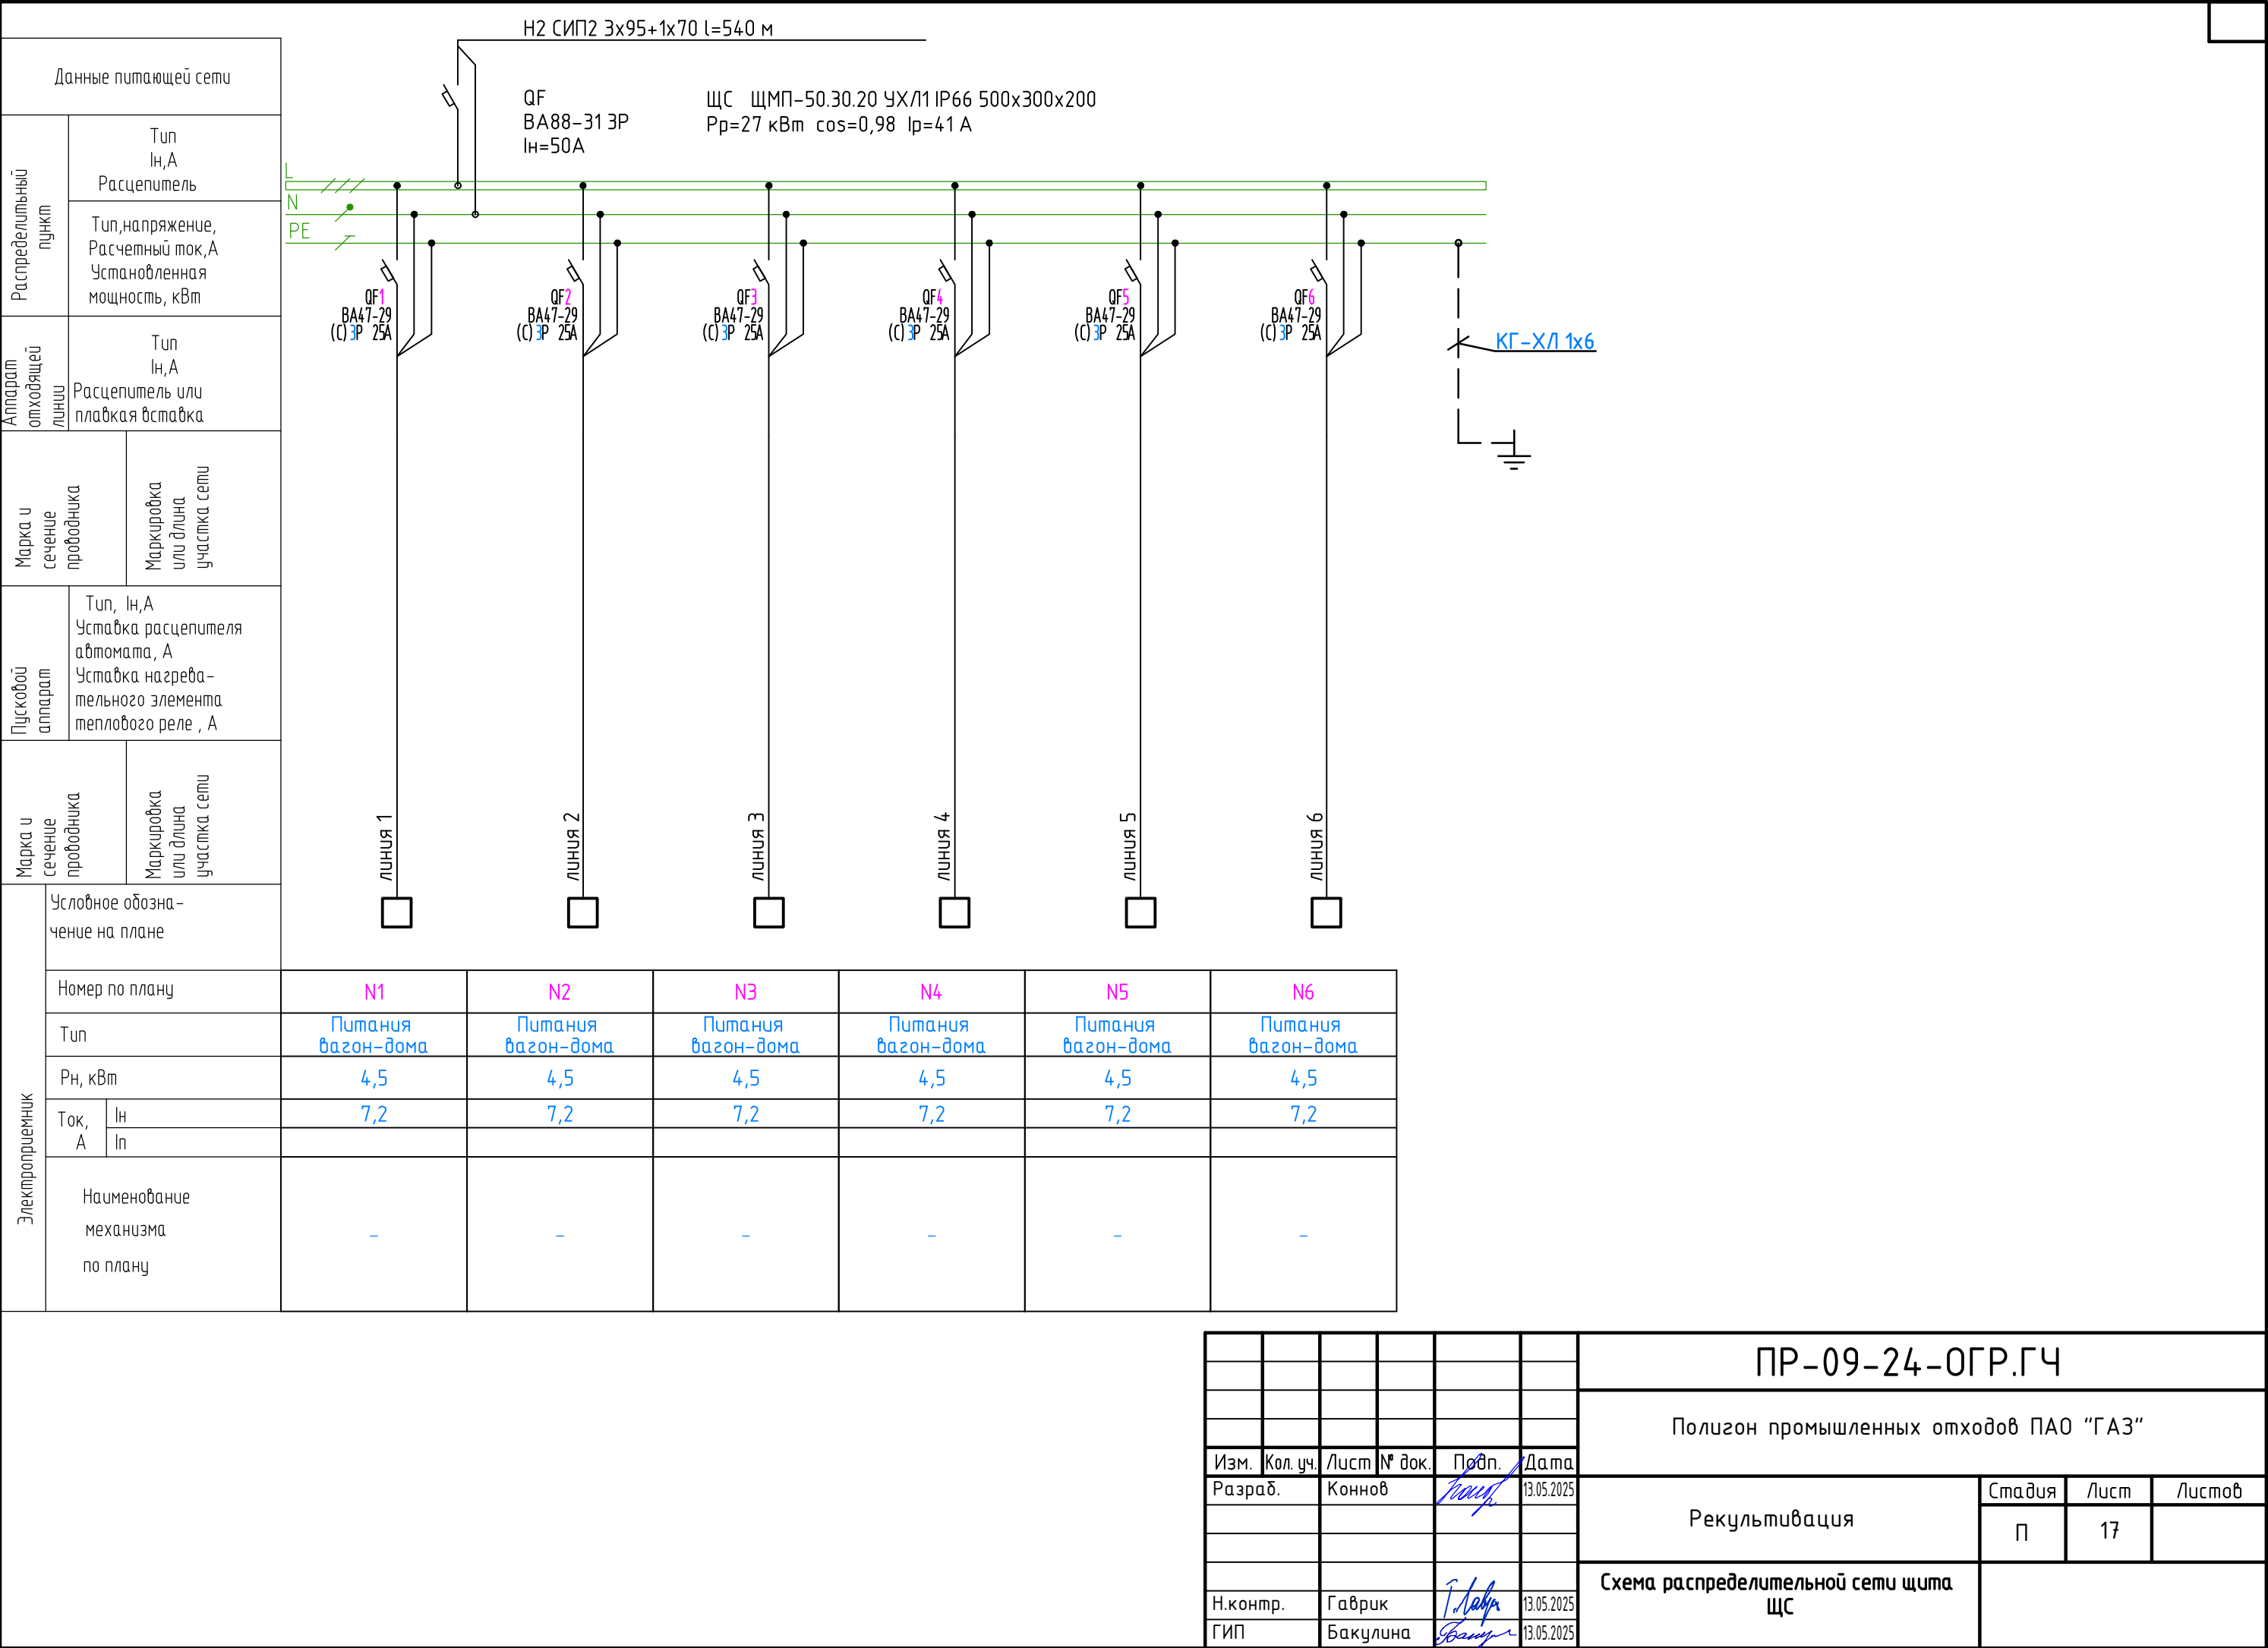 Н2 СИП2 3х95+1х70 l=540 м
Данные питающей сети
QF
ВА88-31 3Р
Iн=50А
ЩС ЩМП-50.30.20 УХЛ1 IP66 500х300х200
Рр=27 кВт cos=0,98 Iр=41 А
Распределитьный
пункт
Тип
Iн,А
Расцепитель
Тип,напряжение,
Расчетный ток,А
Установленная
мощность, кВт
L
N
PE
QF1
ВА47-29
(С) 3Р 25А
QF2
ВА47-29
(С) 3Р 25А
QF3
ВА47-29
(С) 3Р 25А
QF4
ВА47-29
(С) 3Р 25А
QF5
ВА47-29
(С) 3Р 25А
QF6
ВА47-29
(С) 3Р 25А
КГ-ХЛ 1х6
Аппарат
отходящей
линии
Тип
Iн,А
Расцепитель или
плавкая вставка
Марка и
сечение
проводника
Маркировка
или длина
участка сети
Пусковой
аппарат
Тип, Iн,А
Уставка расцепителя
автомата, А
Уставка нагрева-
тельного элемента
теплового реле , А
Марка и
сечение
проводника
Маркировка
или длина
участка сети
линия 1
линия 2
линия 3
линия 4
линия 5
линия 6
Электроприемник
Условное обозна-
чение на плане
Номер по плану
N1 N2 N3 N4 N5 N6
Тип
Питания
вагон-дома
Питания
вагон-дома
Питания
вагон-дома
Питания
вагон-дома
Питания
вагон-дома
Питания
вагон-дома
Рн, кВт
4,5 4,5 4,5 4,5 4,5 4,5
Ток,
А
Iн
7,2 7,2 7,2 7,2 7,2 7,2
Iп
Наименование
механизма
по плану
- - - - - -
ПР-09-24-ОГР.ГЧ
Полигон промышленных отходов ПАО "ГАЗ"
Изм. Кол. уч. Лист № док. Подп. Дата
Разраб. Коннов 13.05.2025
Рекультивация
Стадия Лист Листов
П 17
Схема распределительной сети щита
ЩС
Н.контр. Гаврик 13.05.2025
ГИП Бакулина 13.05.2025